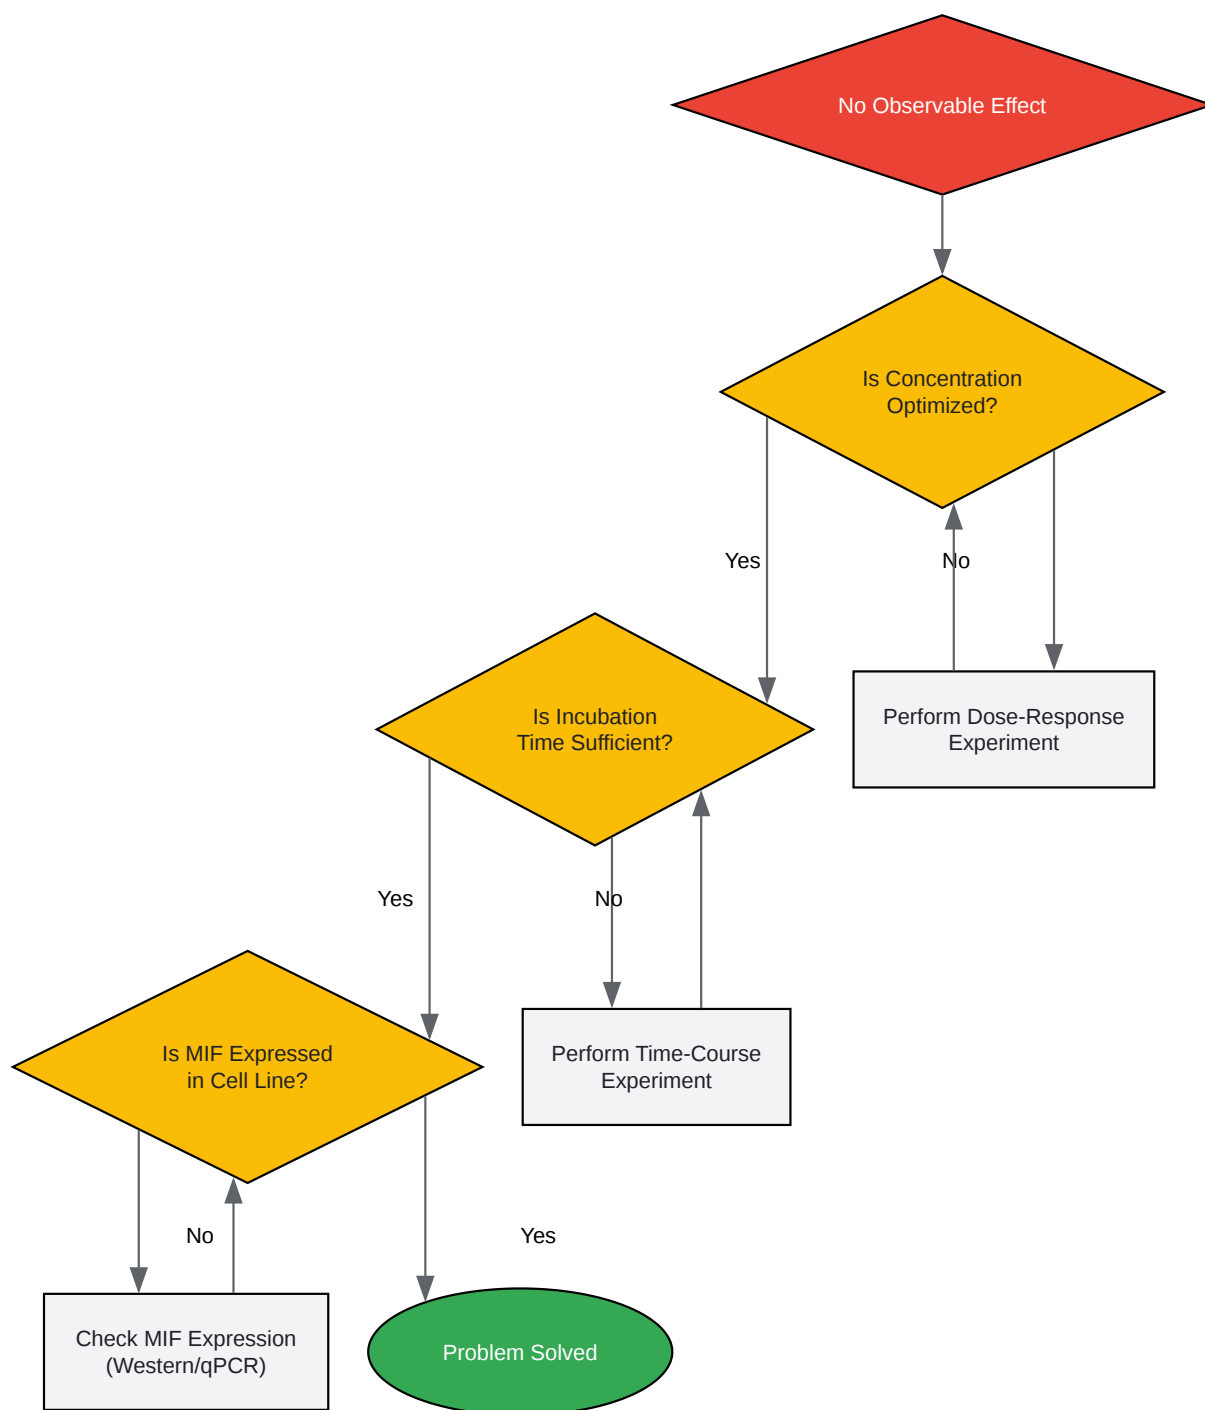 No Observable Effect
Is Concentration
Optimized?
Yes
No
Is Incubation
Time Sufficient?
Perform Dose-Response
Experiment
Yes
No
Is MIF Expressed
in Cell Line?
Perform Time-Course
Experiment
No
Yes
Check MIF Expression
(Western/qPCR)
Problem Solved